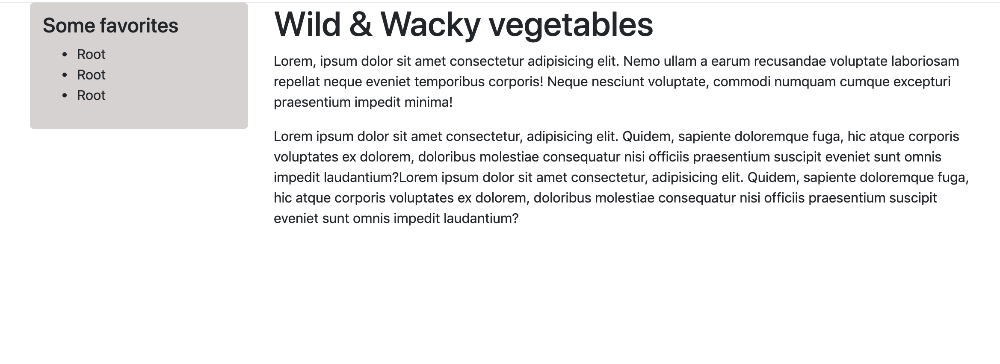 Some favorites
Root
Root
Root
Wild & Wacky vegetables
Lorem, ipsum dolor sit amet consectetur adipisicing elit. Nemo ullam a earum recusandae voluptate laboriosam
repellat neque eveniet temporibus corporis! Neque nesciunt voluptate, commodi numquam cumque excepturi
praesentium impedit minima!
Lorem ipsum dolor sit amet consectetur, adipisicing elit. Quidem, sapiente doloremque fuga, hic atque corporis
voluptates ex dolorem, doloribus molestiae consequatur nisi officiis praesentium suscipit eveniet sunt omnis
impedit laudantium?Lorem ipsum dolor sit amet consectetur, adipisicing elit. Quidem, sapiente doloremque fuga,
hic atque corporis voluptates ex dolorem, doloribus molestiae consequatur nisi officiis praesentium suscipit
eveniet sunt omnis impedit laudantium?